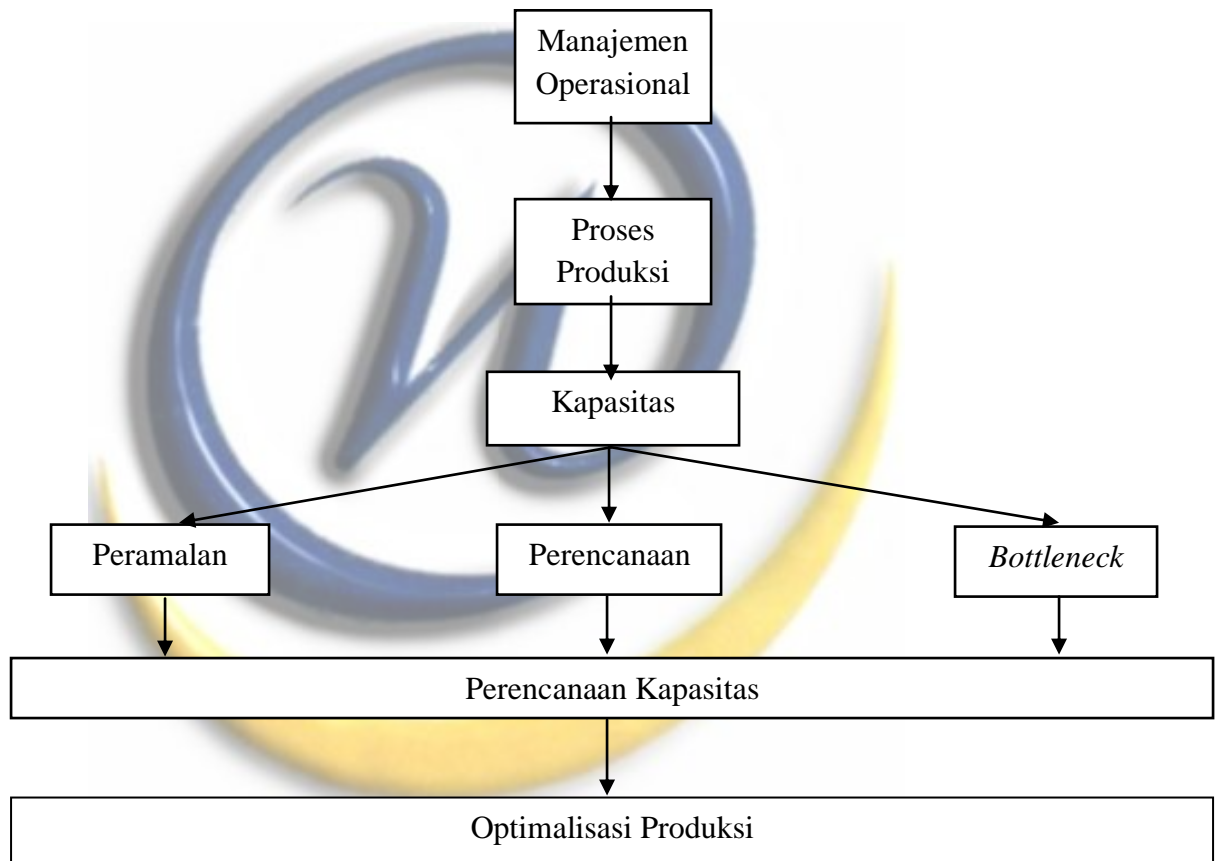 Manajemen
Operasional
Proses
Produksi
Kapasitas
Peramalan
Perencanaan
Bottleneck
Perencanaan Kapasitas
Optimalisasi Produksi